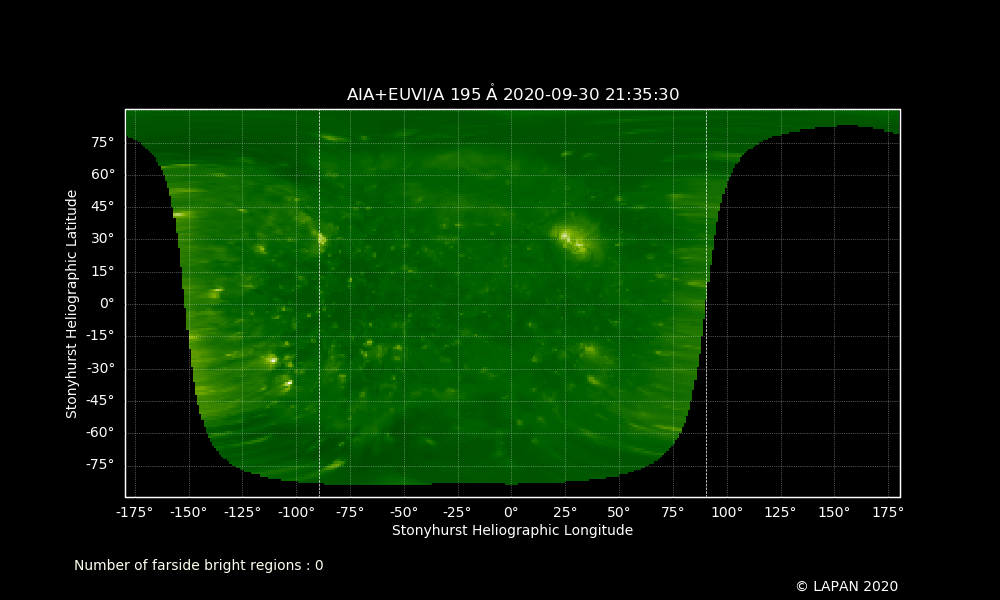 AIA+EUVI/A 195 Å 2020-09-30 21:35:30
Stonyhurst Heliographic Latitude
75°
60°
45°
30°
15°
0°
-15°
-30°
-45°
-60°
-75°
-175° -150° -125° -100° -75° -50° -25° 0° 25° 50° 75° 100° 125° 150° 175°
Stonyhurst Heliographic Longitude
Number of farside bright regions : 0
© LAPAN 2020